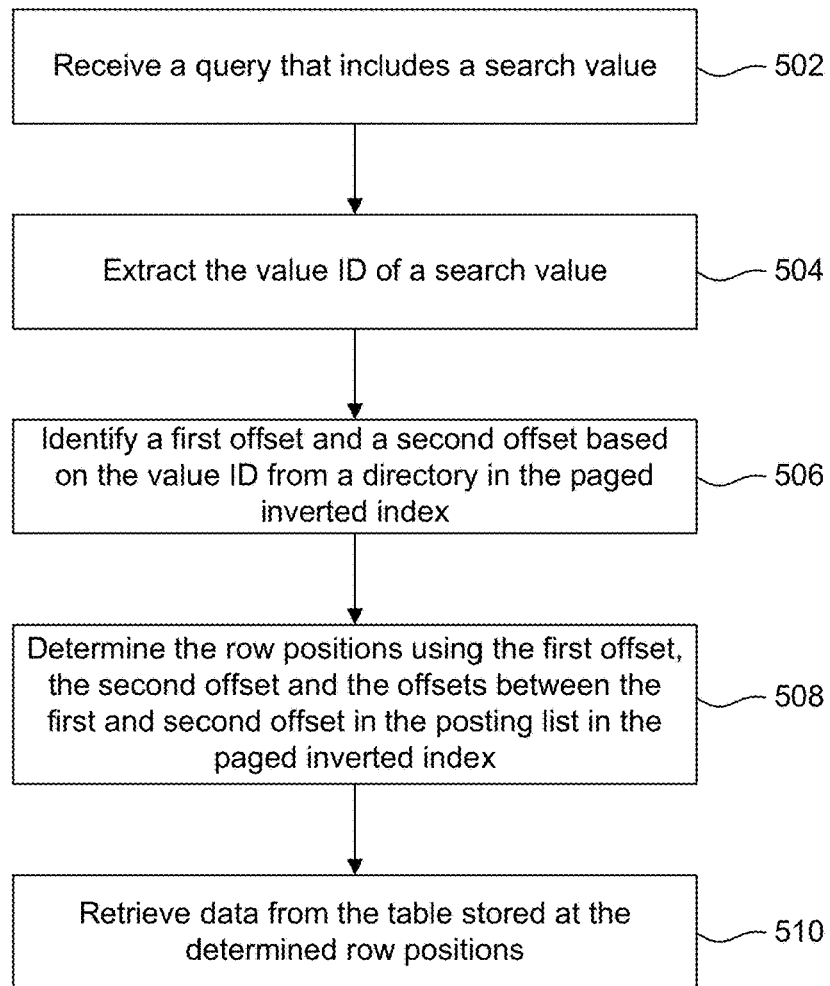 Receive a query that includes a search value
502
Extract the value ID of a search value
504
Identify a first offset and a second offset based
on the value ID from a directory in the paged
inverted index
506
Determine the row positions using the first offset,
the second offset and the offsets between the
first and second offset in the posting list in the
paged inverted index
508
Retrieve data from the table stored at the
determined row positions
510